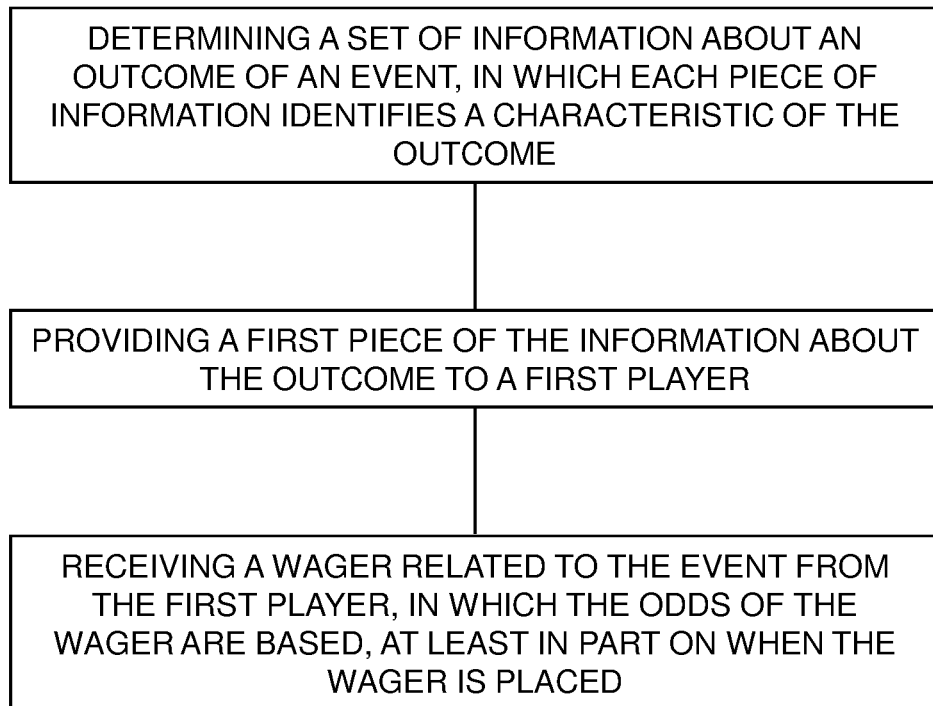 DETERMINING A SET OF INFORMATION ABOUT AN
OUTCOME OF AN EVENT, IN WHICH EACH PIECE OF
INFORMATION IDENTIFIES A CHARACTERISTIC OF THE
OUTCOME
PROVIDING A FIRST PIECE OF THE INFORMATION ABOUT
THE OUTCOME TO A FIRST PLAYER
RECEIVING A WAGER RELATED TO THE EVENT FROM
THE FIRST PLAYER, IN WHICH THE ODDS OF THE
WAGER ARE BASED, AT LEAST IN PART ON WHEN THE
WAGER IS PLACED